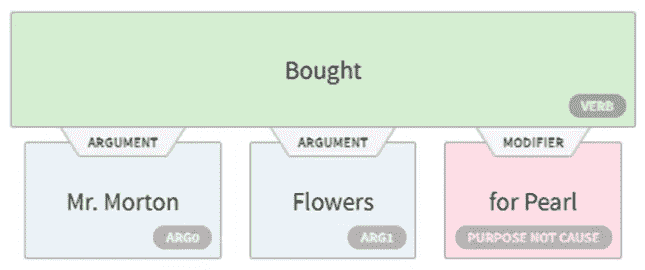 Bought
VERB
ARGUMENT ARGUMENT MODIFIER
Mr. Morton Flowers for Pearl
ARG0 ARG1 PURPOSE NOT CAUSE